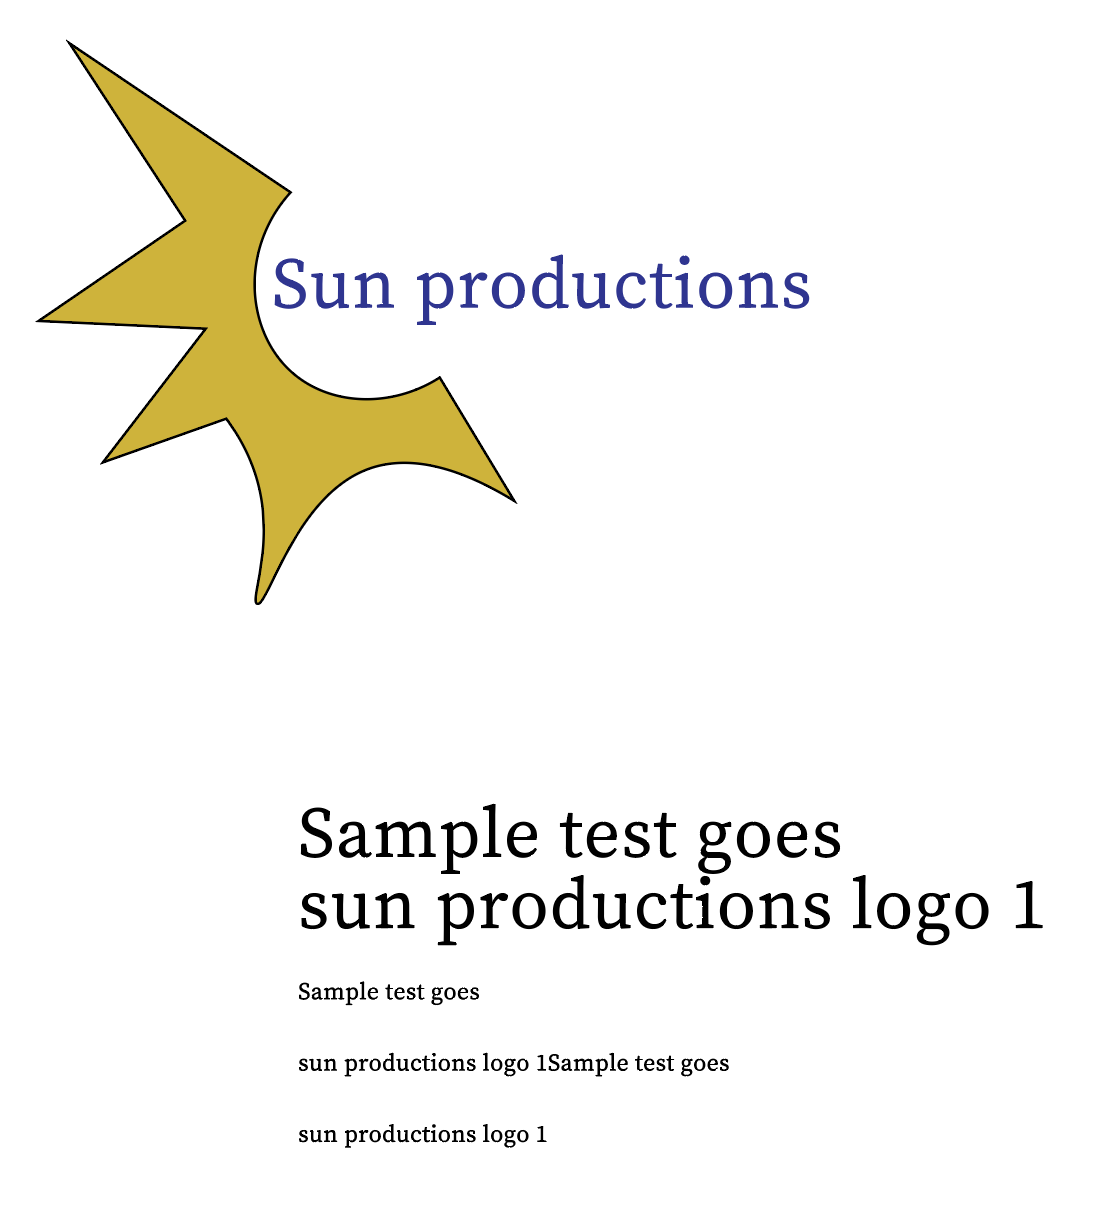 Sun productions
Sample test goes
sun productions logo 1
Sample test goes
sun productions logo 1Sample test goes
sun productions logo 1